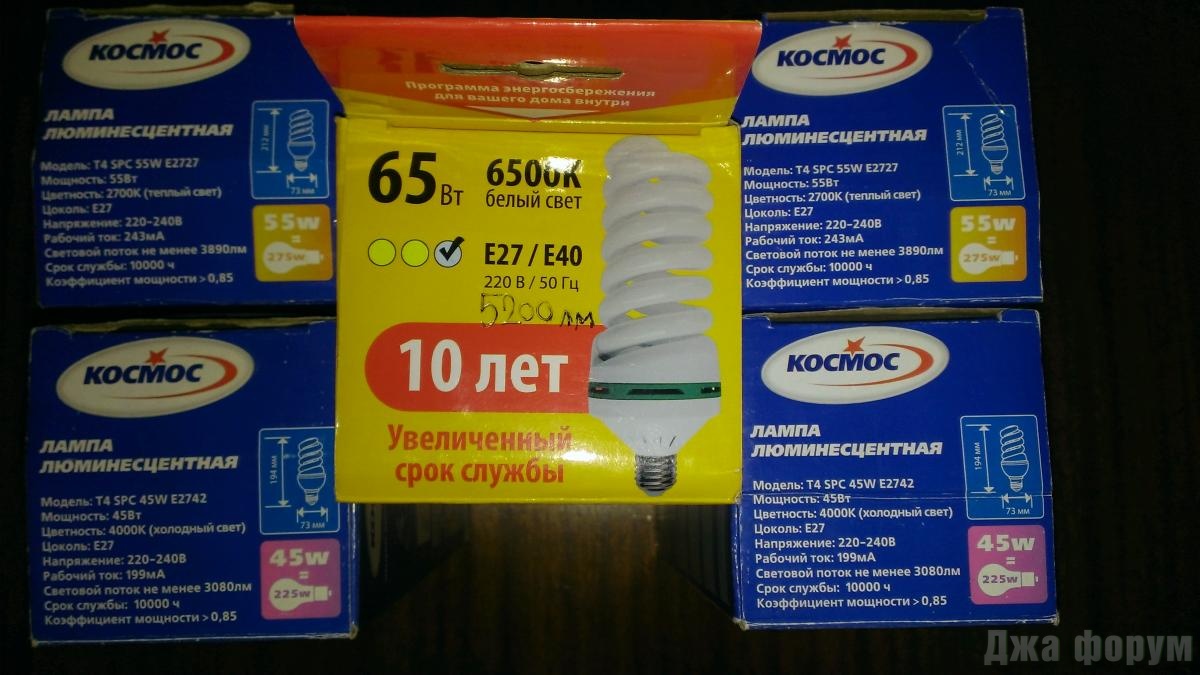 КОСМОС
ЛАМПА
ЛЮМИНЕСЦЕНТНАЯ
212 мм
73 мм
Модель: T4 SPC 55W E2727
Мощность: 55Вт
Цветность: 2700К (теплый свет)
Цоколь: E27
Напряжение: 220-240В
Рабочий ток: 243мА
Световой поток не менее 3890лм
Срок службы: 10000 ч
Коэффициент мощности > 0,85
55w
=
275w
Программа энергосбережения
для вашего дома внутри
65 Вт
6500К
белый свет
E27 / E40
220 В / 50 Гц
5200 лм
10 лет
Увеличенный
срок службы
КОСМОС
ЛАМПА
ЛЮМИНЕСЦЕНТНАЯ
212 мм
73 мм
Модель: T4 SPC 55W E2727
Мощность: 55Вт
Цветность: 2700К (теплый свет)
Цоколь: E27
Напряжение: 220-240В
Рабочий ток: 243мА
Световой поток не менее 3890лм
Срок службы: 10000 ч
Коэффициент мощности > 0,85
55w
=
275w
КОСМОС
ЛАМПА
ЛЮМИНЕСЦЕНТНАЯ
194 мм
73 мм
Модель: T4 SPC 45W E2742
Мощность: 45Вт
Цветность: 4000К (холодный свет)
Цоколь: E27
Напряжение: 220-240В
Рабочий ток: 199мА
Световой поток не менее 3080лм
Срок службы: 10000 ч
Коэффициент мощности > 0,85
45w
=
225w
КОСМОС
ЛАМПА
ЛЮМИНЕСЦЕНТНАЯ
194 мм
73 мм
Модель: T4 SPC 45W E2742
Мощность: 45Вт
Цветность: 4000К (холодный свет)
Цоколь: E27
Напряжение: 220-240В
Рабочий ток: 199мА
Световой поток не менее 3080лм
Срок службы: 10000 ч
Коэффициент мощности > 0,85
45w
=
225w
Джа форум